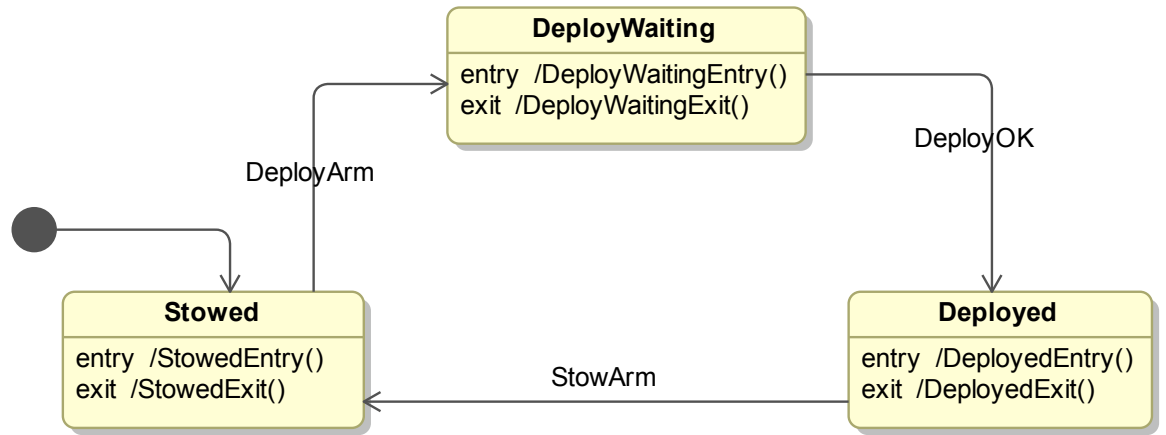 DeployWaiting
entry /DeployWaitingEntry()
exit /DeployWaitingExit()
DeployOK
DeployArm
Stowed
entry /StowedEntry()
exit /StowedExit()
StowArm
Deployed
entry /DeployedEntry()
exit /DeployedExit()